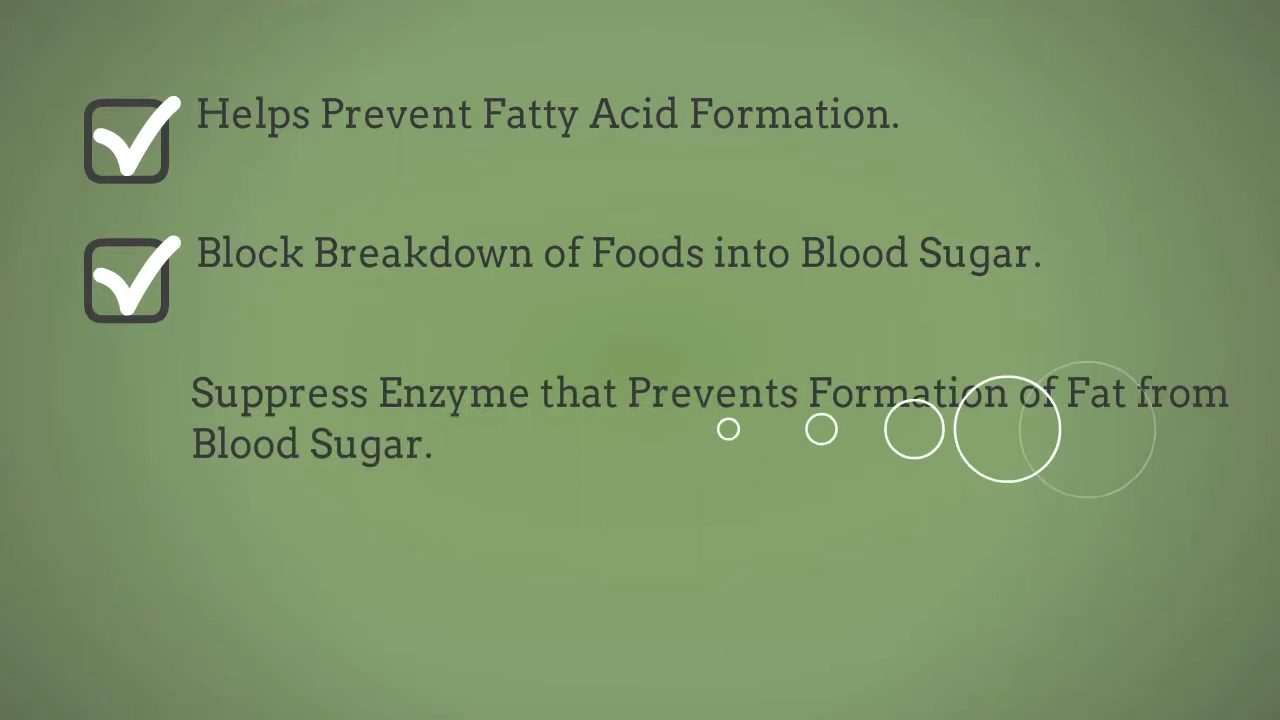 Helps Prevent Fatty Acid Formation.
Block Breakdown of Foods into Blood Sugar.
Suppress Enzyme that Prevents Formation of Fat from
Blood Sugar.